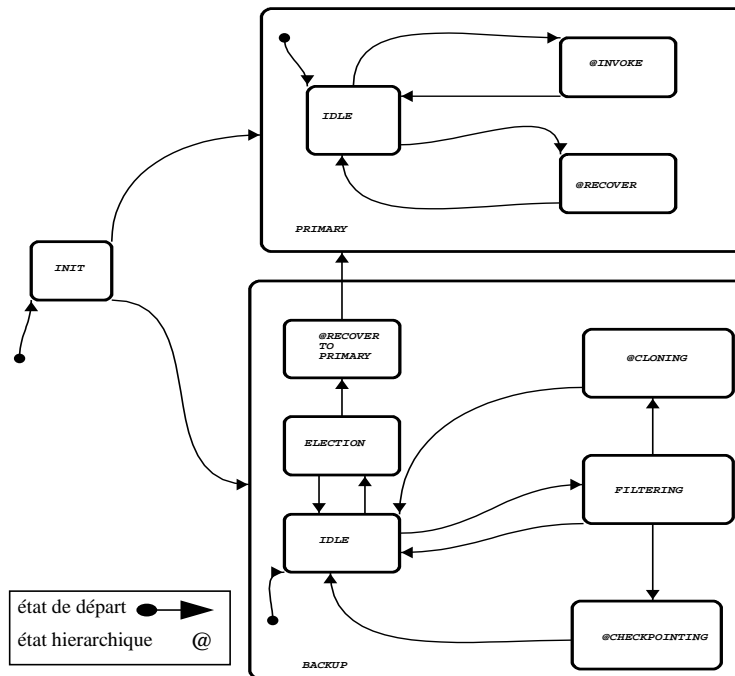 @INVOKE
IDLE
@RECOVER
PRIMARY
INIT
@RECOVER
TO
PRIMARY
@CLONING
ELECTION
FILTERING
IDLE
@CHECKPOINTING
BACKUP
état de départ
état hierarchique @